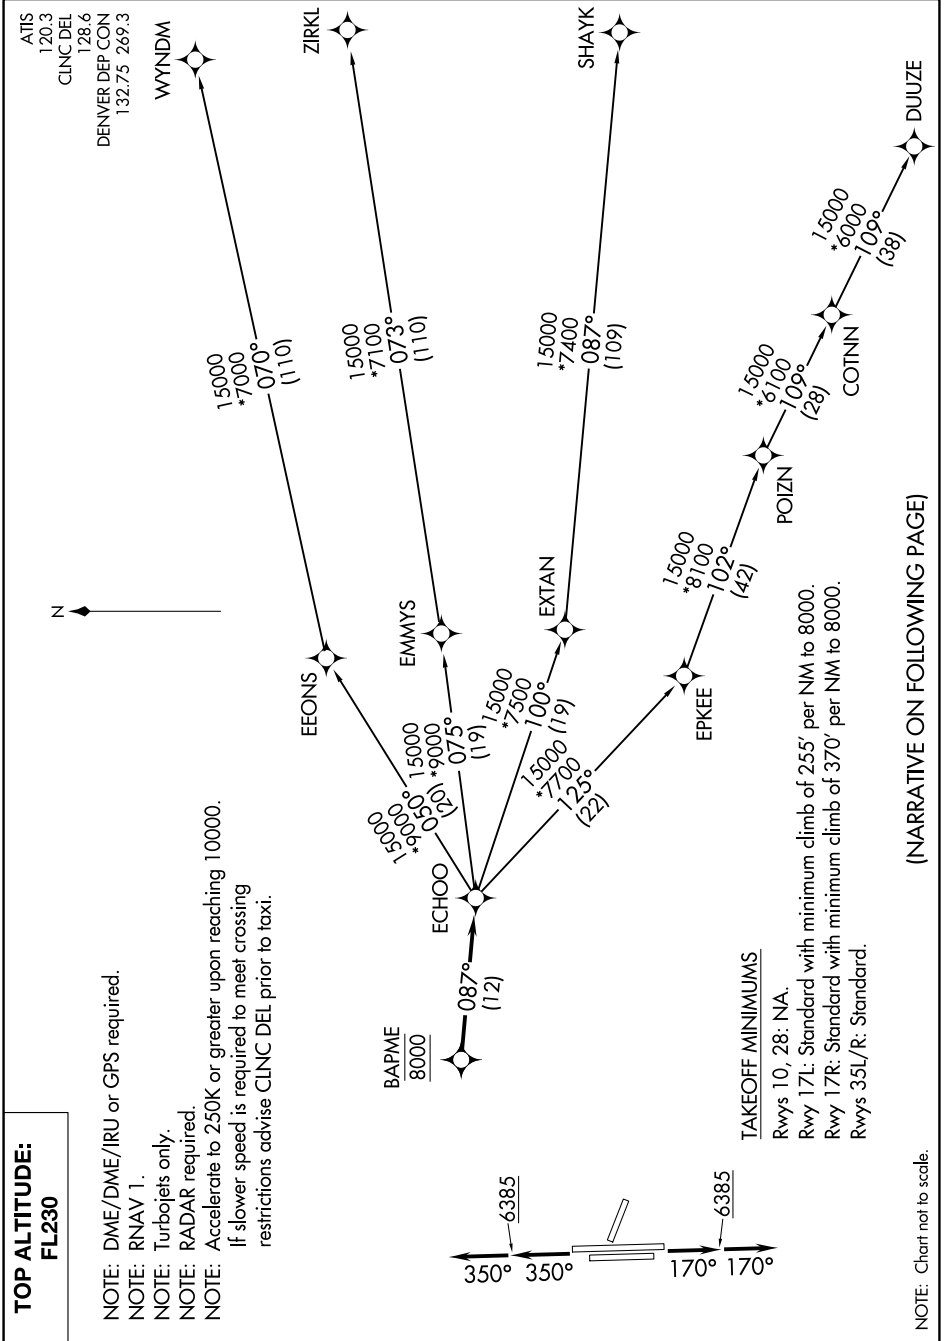 TOP ALTITUDE:
FL230
ATIS
120.3
CLNC DEL
128.6
DENVER DEP CON
132.75 269.3
NOTE: DME/DME/IRU or GPS required.
NOTE: RNAV 1.
NOTE: Turbojets only.
NOTE: RADAR required.
NOTE: Accelerate to 250K or greater upon reaching 10000.
If slower speed is required to meet crossing
restrictions advise CLNC DEL prior to taxi.
N
WYNDM
15000
*7000
070°
(110)
EEONS
15000
*9000
050°
(20)
ZIRKL
15000
*7100
073°
(110)
EMMYS
15000
*9000
075°
(19)
SHAYK
15000
*7400
087°
(109)
EXTAN
15000
*7500
100°
(19)
BAPME
8000
087°
(12)
ECHOO
15000
*7700
125°
(22)
EPKEE
15000
*8100
102°
(42)
POIZN
15000
*6100
109°
(28)
COTNN
15000
*6000
109°
(38)
DUUZE
6385
350° 350°
170° 170°
6385
TAKEOFF MINIMUMS
Rwys 10, 28: NA.
Rwy 17L: Standard with minimum climb of 255' per NM to 8000.
Rwy 17R: Standard with minimum climb of 370' per NM to 8000.
Rwys 35L/R: Standard.
(NARRATIVE ON FOLLOWING PAGE)
NOTE: Chart not to scale.